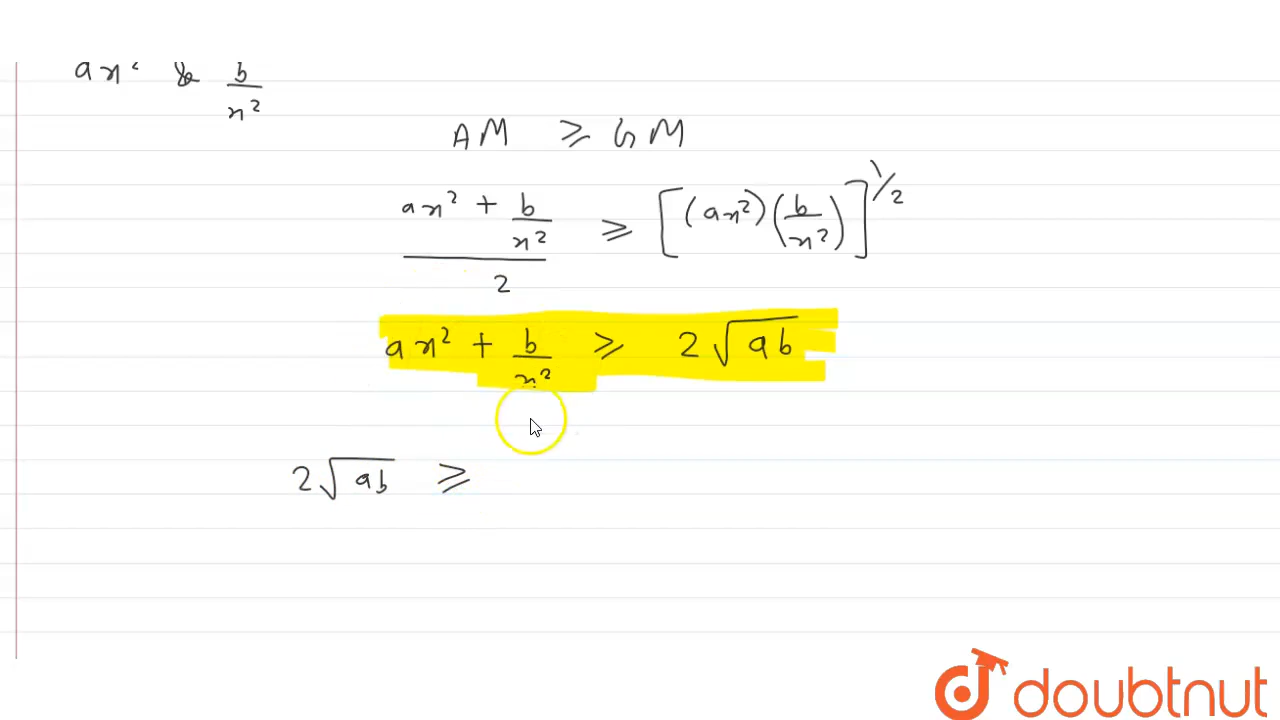 ax² & b/x²
AM ≥ GM
(ax² + b/x²)/2 ≥ [(ax²)(b/x²)]^1/2
ax² + b/x² ≥ 2√ab
2√ab ≥
doubtnut